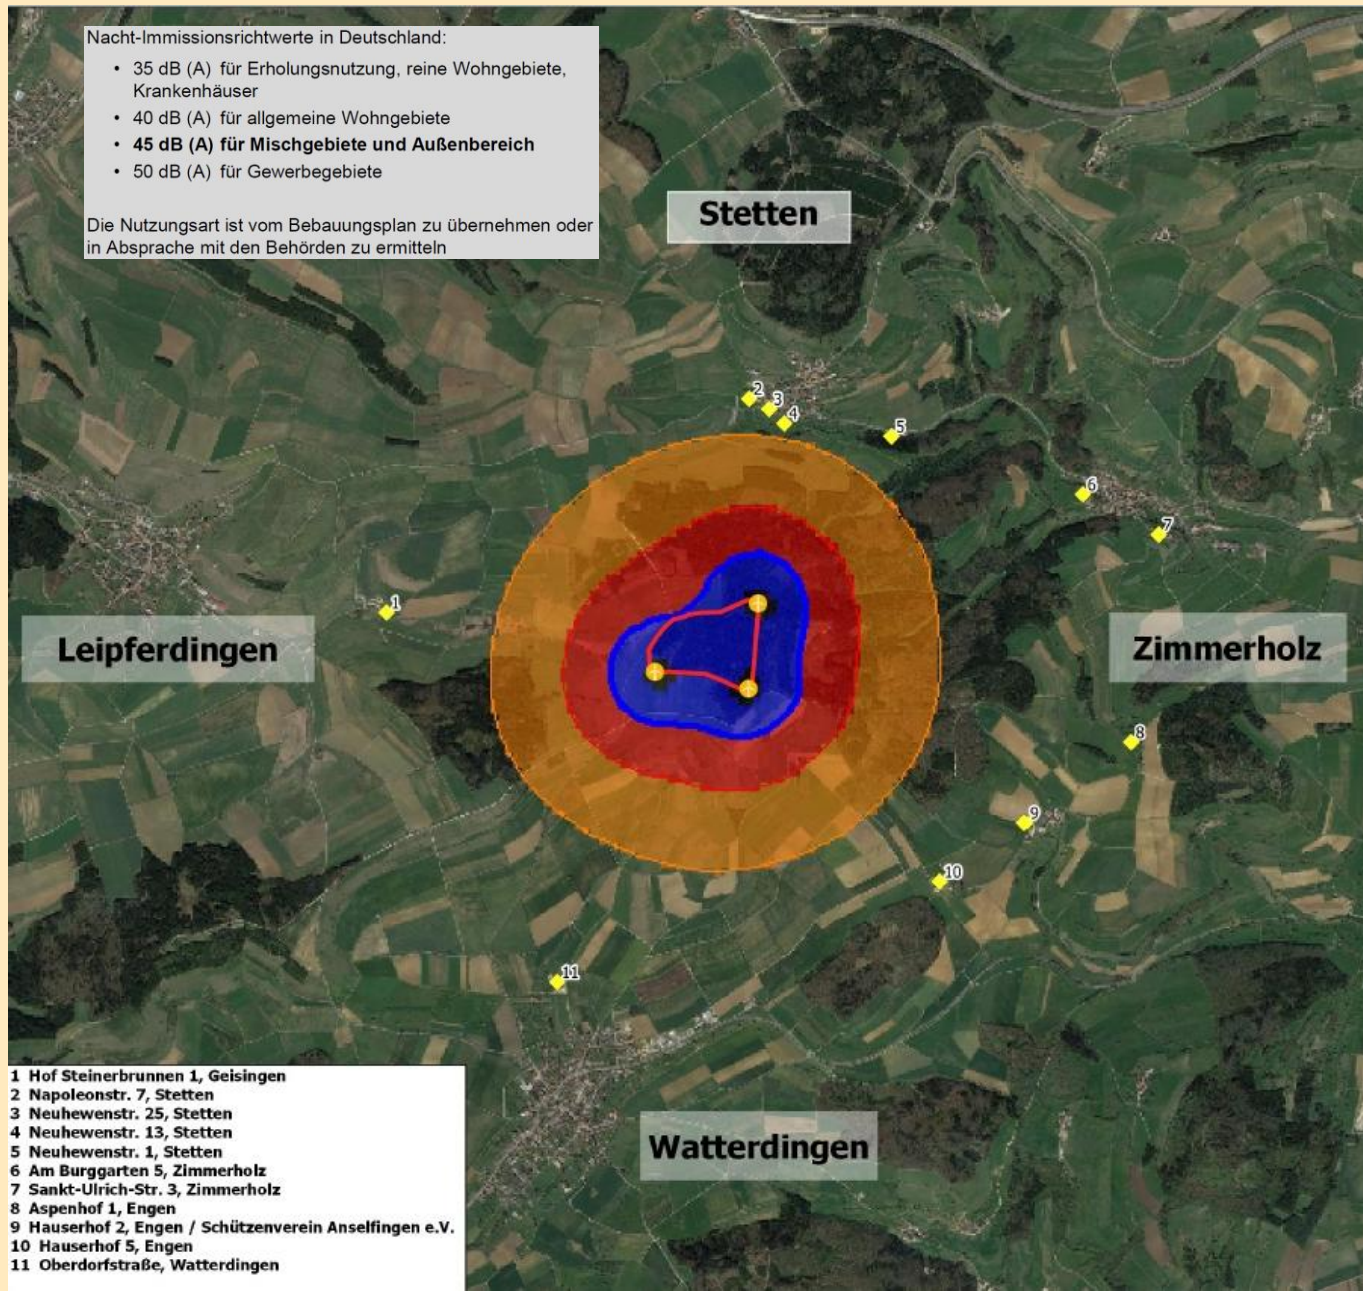 Nacht-Immissionsrichtwerte in Deutschland:
• 35 dB (A) für Erholungsnutzung, reine Wohngebiete,
Krankenhäuser
• 40 dB (A) für allgemeine Wohngebiete
• 45 dB (A) für Mischgebiete und Außenbereich
• 50 dB (A) für Gewerbegebiete
Die Nutzungsart ist vom Bebauungsplan zu übernehmen oder
in Absprache mit den Behörden zu ermitteln
Stetten
2
3
4
5
6
7
1
Leipferdingen
Zimmerholz
8
9
10
11
Watterdingen
1 Hof Steinerbrunnen 1, Geisingen
2 Napoleonstr. 7, Stetten
3 Neuhewenstr. 25, Stetten
4 Neuhewenstr. 13, Stetten
5 Neuhewenstr. 1, Stetten
6 Am Burggarten 5, Zimmerholz
7 Sankt-Ulrich-Str. 3, Zimmerholz
8 Aspenhof 1, Engen
9 Hauserhof 2, Engen / Schützenverein Anselfingen e.V.
10 Hauserhof 5, Engen
11 Oberdorfstraße, Watterdingen